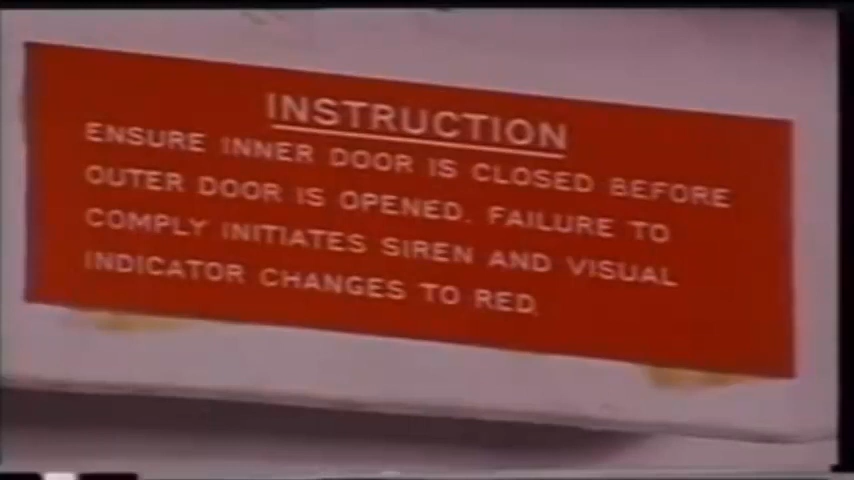 INSTRUCTION
ENSURE INNER DOOR IS CLOSED BEFORE
OUTER DOOR IS OPENED. FAILURE TO
COMPLY INITIATES SIREN AND VISUAL
INDICATOR CHANGES TO RED.